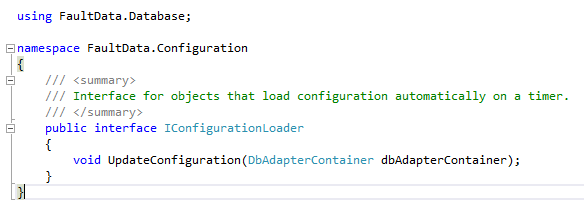 using FaultData.Database;
namespace FaultData.Configuration
{
/// <summary>
/// Interface for objects that load configuration automatically on a timer.
/// </summary>
public interface IConfigurationLoader
{
void UpdateConfiguration(DbAdapterContainer dbAdapterContainer);
}
}